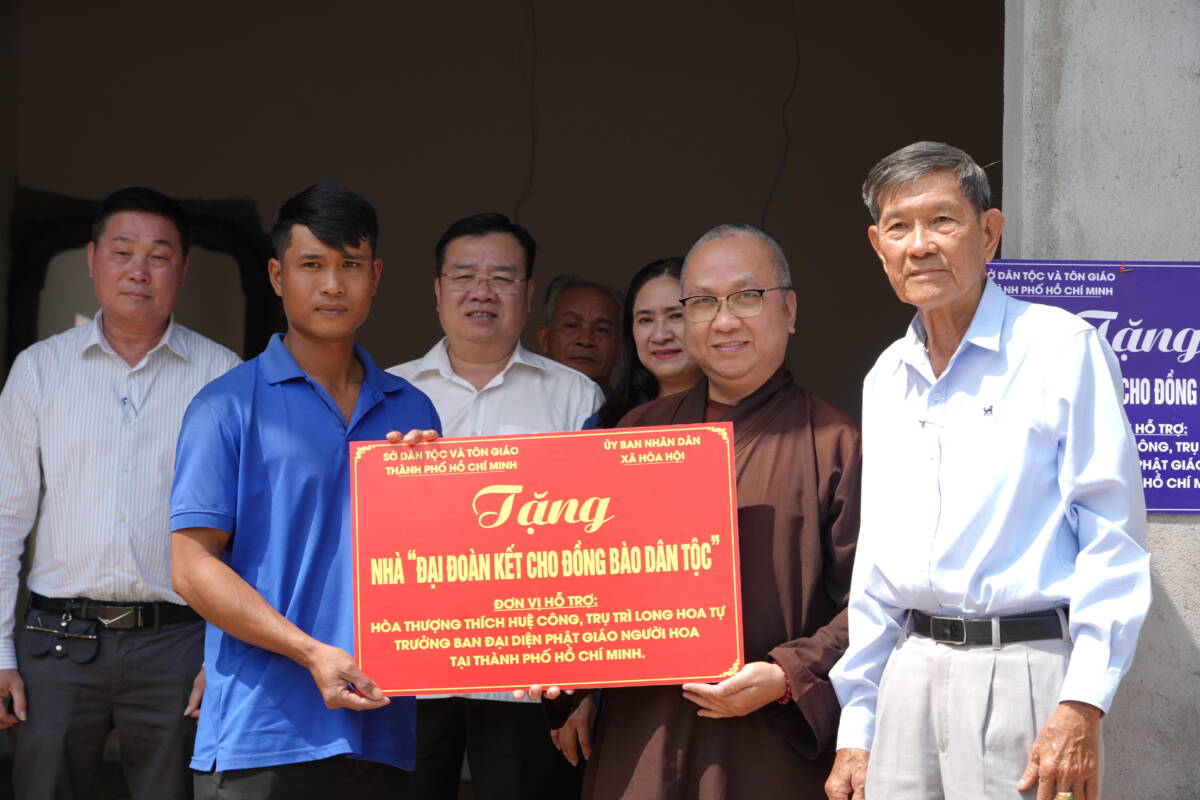 SỞ DÂN TỘC VÀ TÔN GIÁO
THÀNH PHỐ HỒ CHÍ MINH
ỦY BAN NHÂN DÂN
XÃ HÒA HỘI
Tặng
NHÀ “ĐẠI ĐOÀN KẾT CHO ĐỒNG BÀO DÂN TỘC”
ĐƠN VỊ HỖ TRỢ:
HÒA THƯỢNG THÍCH HUỆ CÔNG, TRỤ TRÌ LONG HOA TỰ
TRƯỞNG BAN ĐẠI DIỆN PHẬT GIÁO NGƯỜI HOA
TẠI THÀNH PHỐ HỒ CHÍ MINH.
SỞ DÂN TỘC VÀ TÔN GIÁO
THÀNH PHỐ HỒ CHÍ MINH
Tặng
CHO ĐỒNG
HỖ TRỢ:
CÔNG, TRỤ
PHẬT GIÁO
HỒ CHÍ